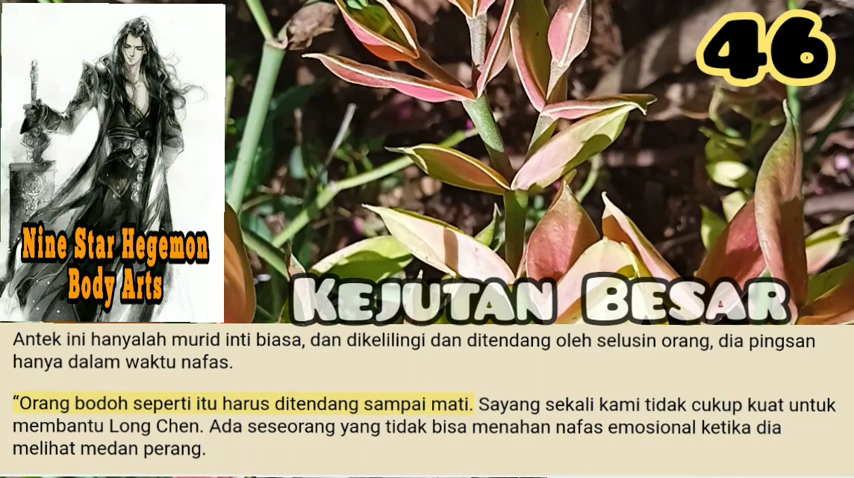 46
Nine Star Hegemon
Body Arts
Kejutan Besar
Antek ini hanyalah murid inti biasa, dan dikelilingi dan ditendang oleh selusin orang, dia pingsan
hanya dalam waktu nafas.
“Orang bodoh seperti itu harus ditendang sampai mati. Sayang sekali kami tidak cukup kuat untuk
membantu Long Chen. Ada seseorang yang tidak bisa menahan nafas emosional ketika dia
melihat medan perang.